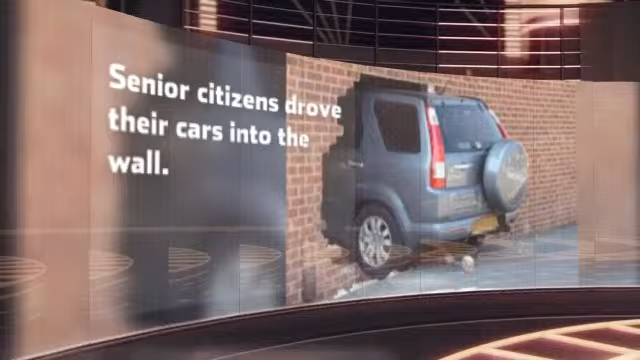 Senior citizens drove
their cars into the
wall.